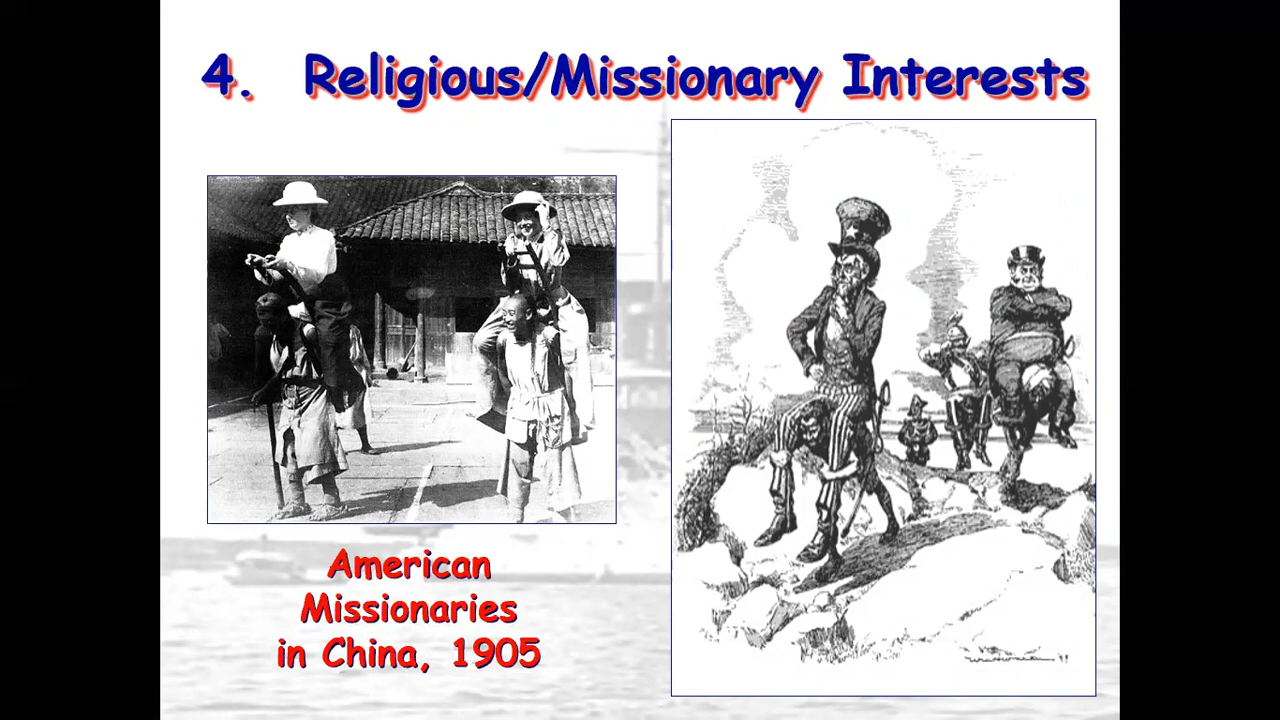 4. Religious/Missionary Interests
American
Missionaries
in China, 1905